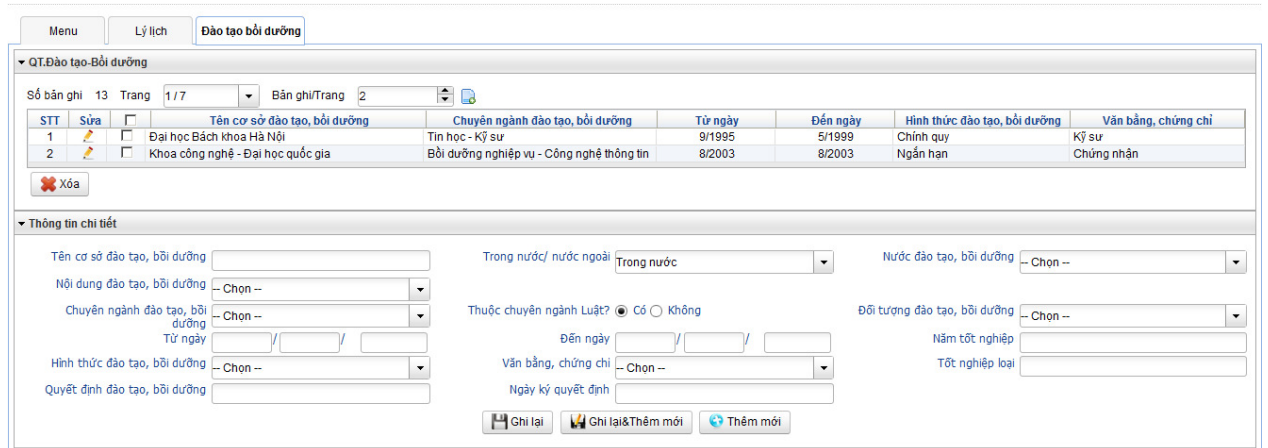 Menu Lý lịch Đào tạo bồi dưỡng
QT.Đào tạo-Bồi dưỡng
Số bản ghi 13 Trang 1 / 7 Bản ghi/Trang 2
STT Sửa Tên cơ sở đào tạo, bồi dưỡng Chuyên ngành đào tạo, bồi dưỡng Từ ngày Đến ngày Hình thức đào tạo, bồi dưỡng Văn bằng, chứng chỉ
1 Đại học Bách khoa Hà Nội Tin học - Kỹ sư 9/1995 5/1999 Chính quy Kỹ sư
2 Khoa công nghệ - Đại học quốc gia Bồi dưỡng nghiệp vụ - Công nghệ thông tin 8/2003 8/2003 Ngắn hạn Chứng nhận
Xóa
Thông tin chi tiết
Tên cơ sở đào tạo, bồi dưỡng Trong nước/ nước ngoài Trong nước Nước đào tạo, bồi dưỡng -- Chọn --
Nội dung đào tạo, bồi dưỡng -- Chọn --
Chuyên ngành đào tạo, bồi dưỡng -- Chọn -- Thuộc chuyên ngành Luật? Có Không Đối tượng đào tạo, bồi dưỡng -- Chọn --
Từ ngày / / Đến ngày / / Năm tốt nghiệp
Hình thức đào tạo, bồi dưỡng -- Chọn -- Văn bằng, chứng chỉ -- Chọn -- Tốt nghiệp loại
Quyết định đào tạo, bồi dưỡng Ngày ký quyết định
Ghi lại Ghi lại&Thêm mới Thêm mới